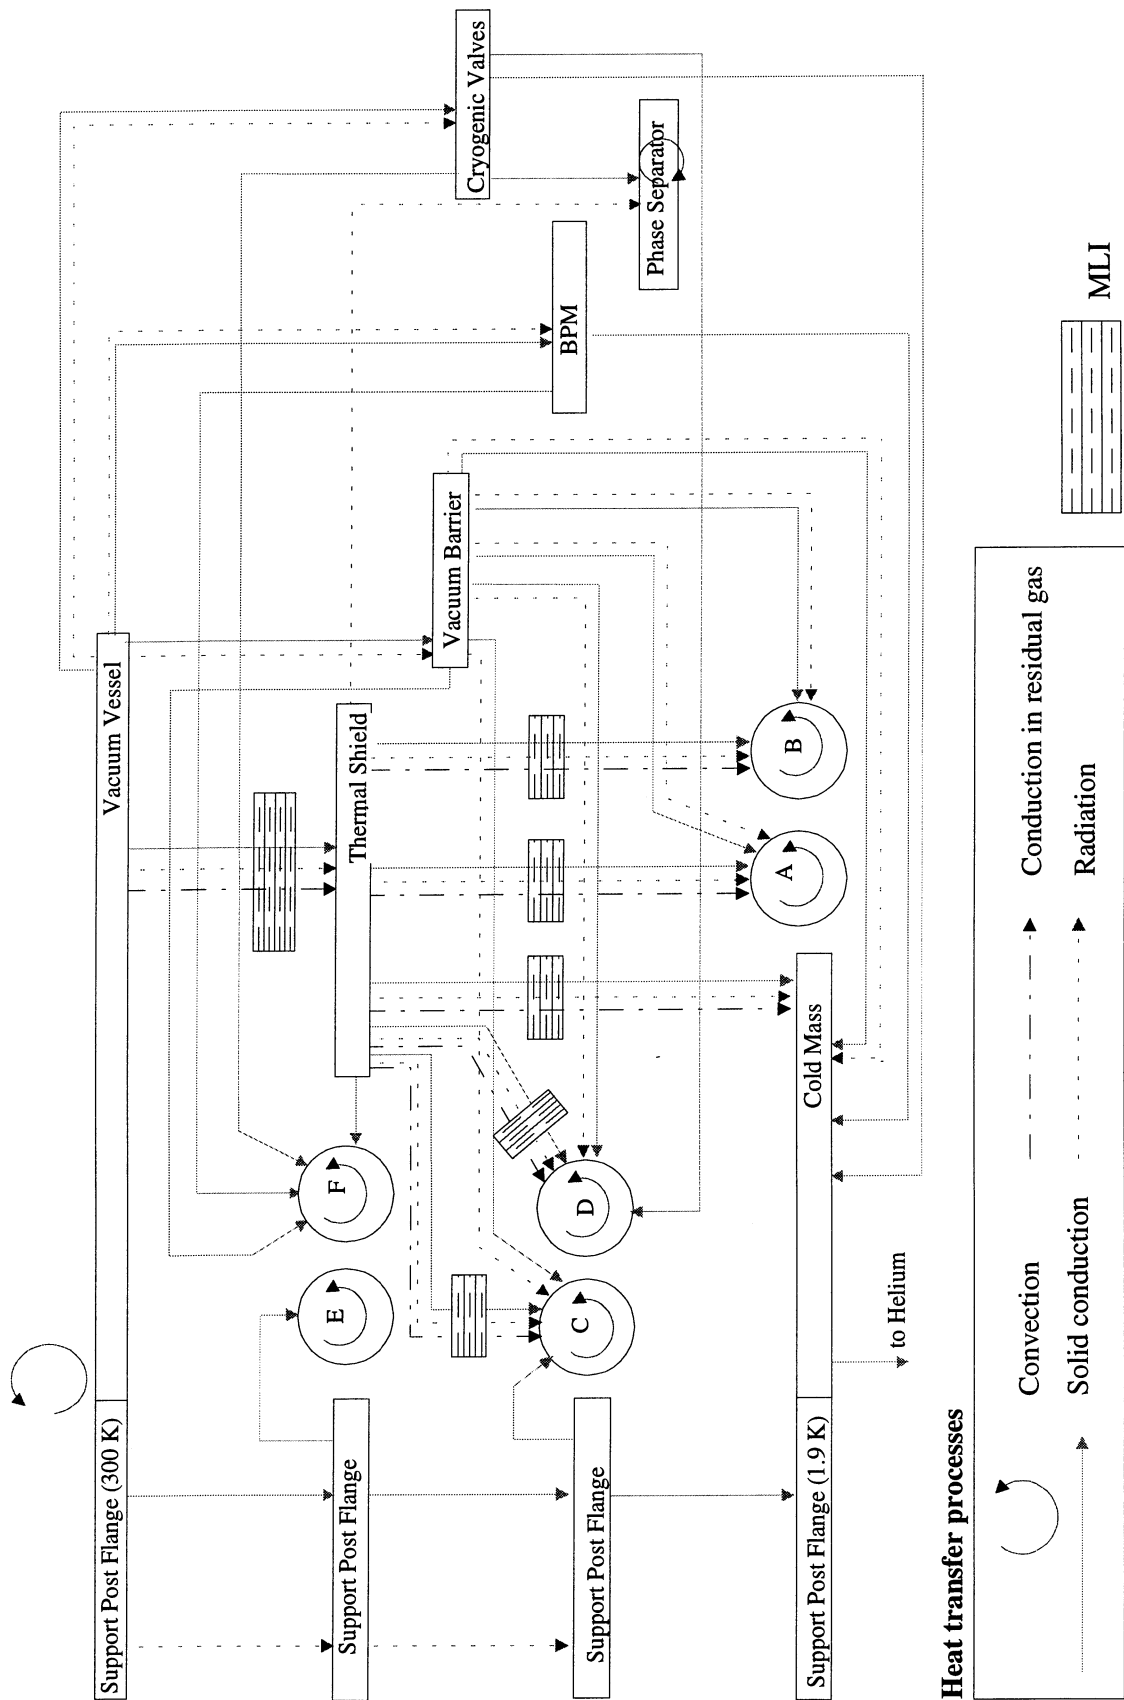 Support Post Flange (300 K)
Vacuum Vessel
Support Post Flange
E
F
Thermal Shield
Vacuum Barrier
Cryogenic Valves
Support Post Flange
C
D
BPM
Phase Separator
A
B
Support Post Flange (1.9 K)
Cold Mass
to Helium
MLI
Heat transfer processes
Convection
Conduction in residual gas
Solid conduction
Radiation